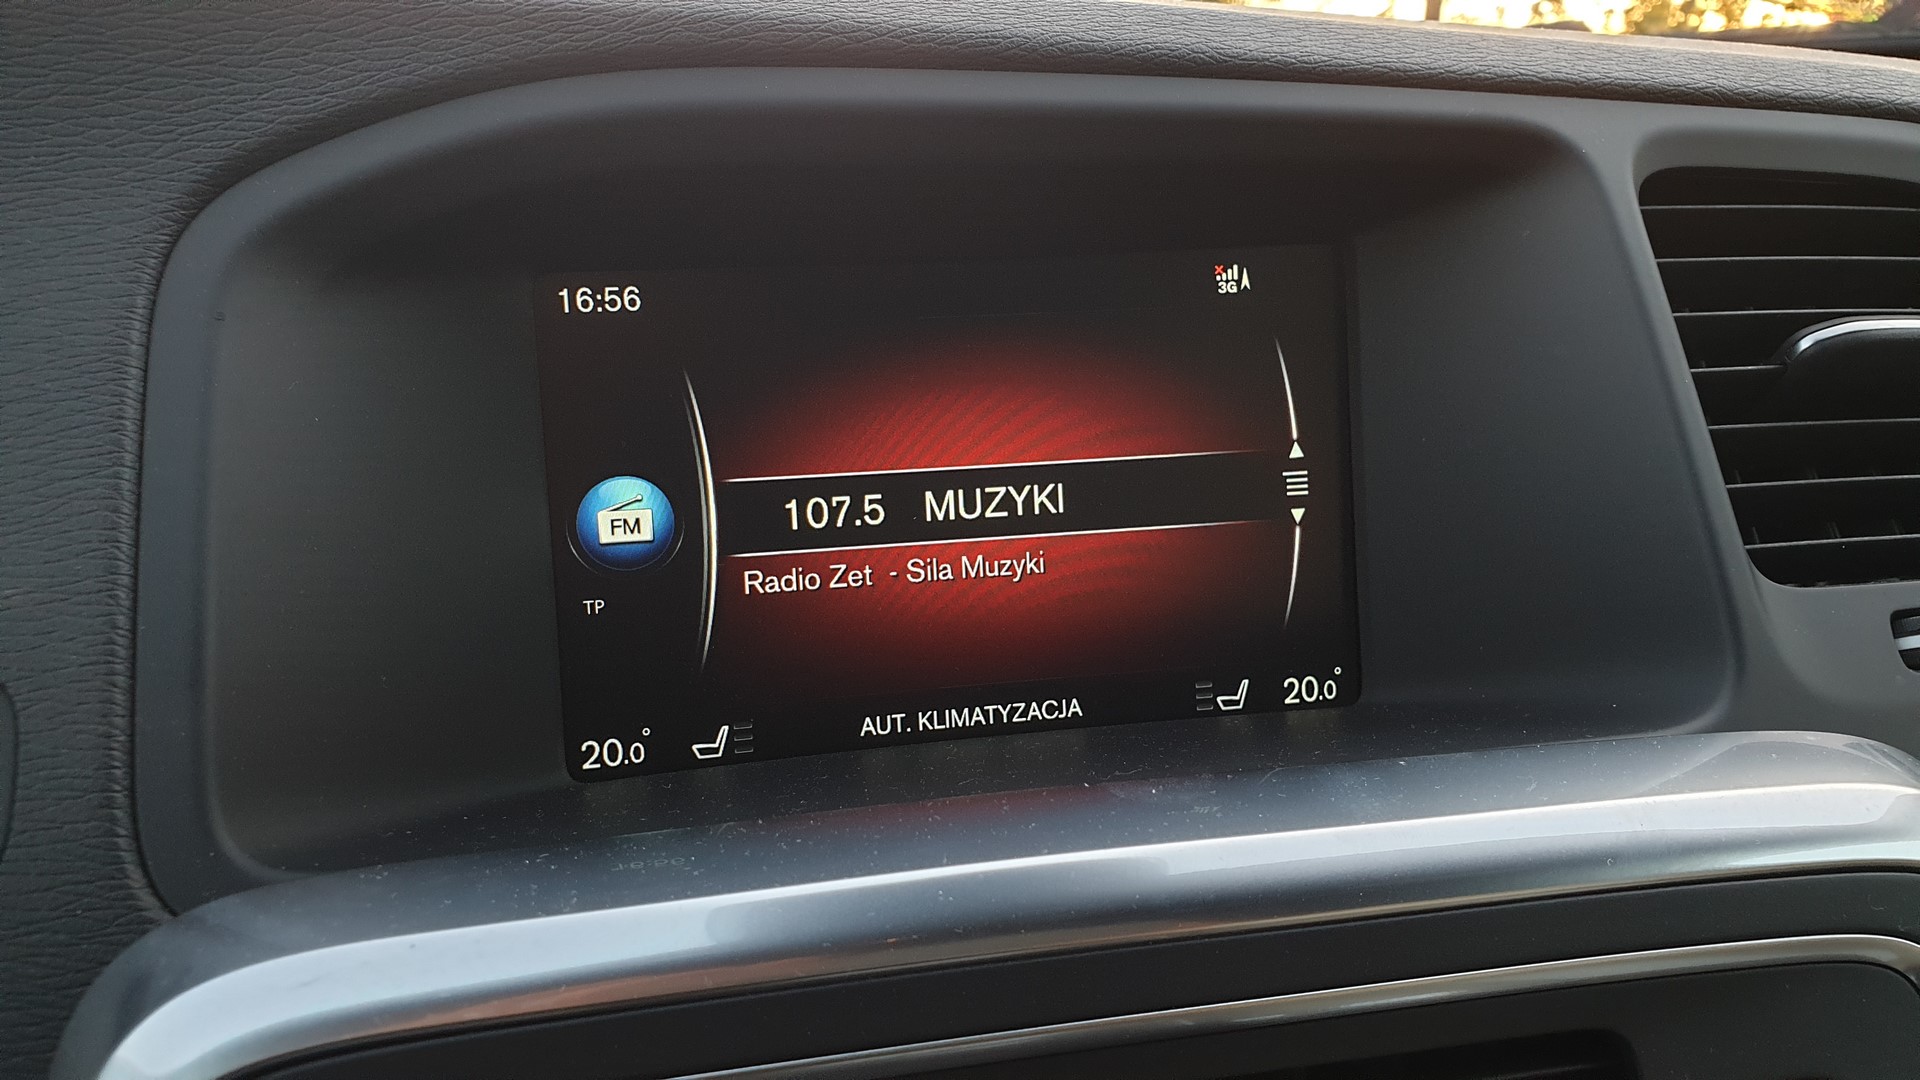 16:56
3G
107.5 MUZYKI
FM
Radio Zet - Sila Muzyki
TP
AUT. KLIMATYZACJA
20.0°
20.0°